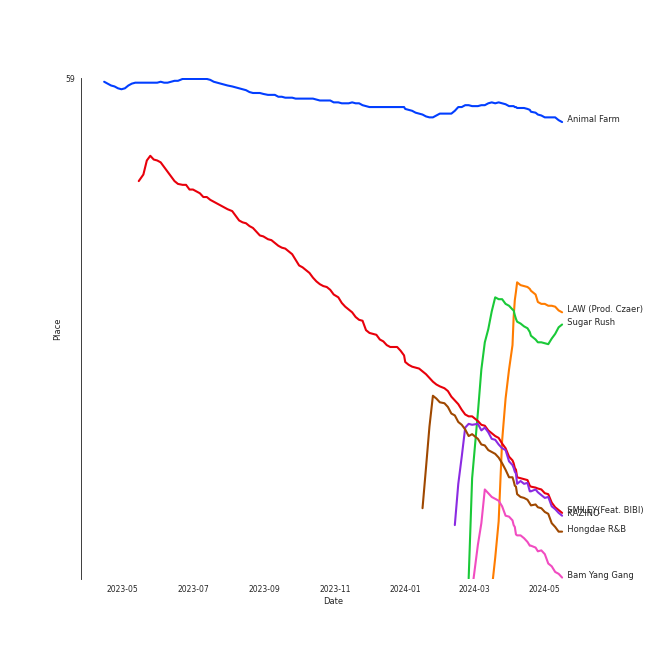 59
Animal Farm
LAW (Prod. Czaer)
Sugar Rush
Place
SMILEY(Feat. BIBI)
KAZINO
Hongdae R&B
Bam Yang Gang
2023-05 2023-07 2023-09 2023-11 2024-01 2024-03 2024-05
Date